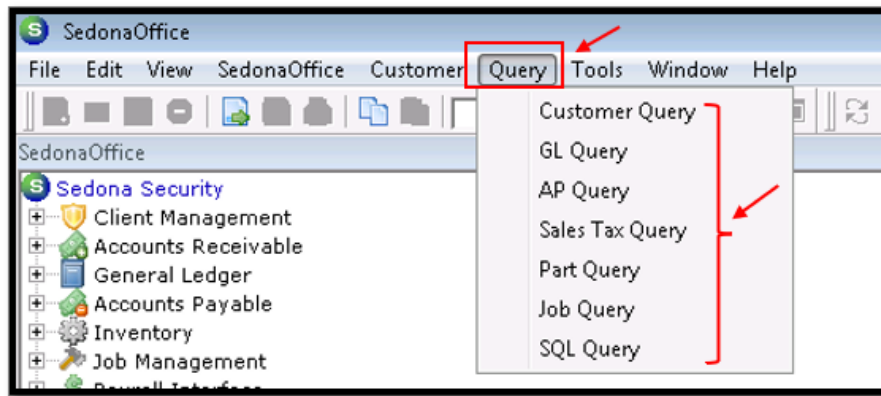 SedonaOffice
File Edit View SedonaOffice Customer Query Tools Window Help
Customer Query
GL Query
AP Query
Sales Tax Query
Part Query
Job Query
SQL Query
SedonaOffice
Sedona Security
Client Management
Accounts Receivable
General Ledger
Accounts Payable
Inventory
Job Management